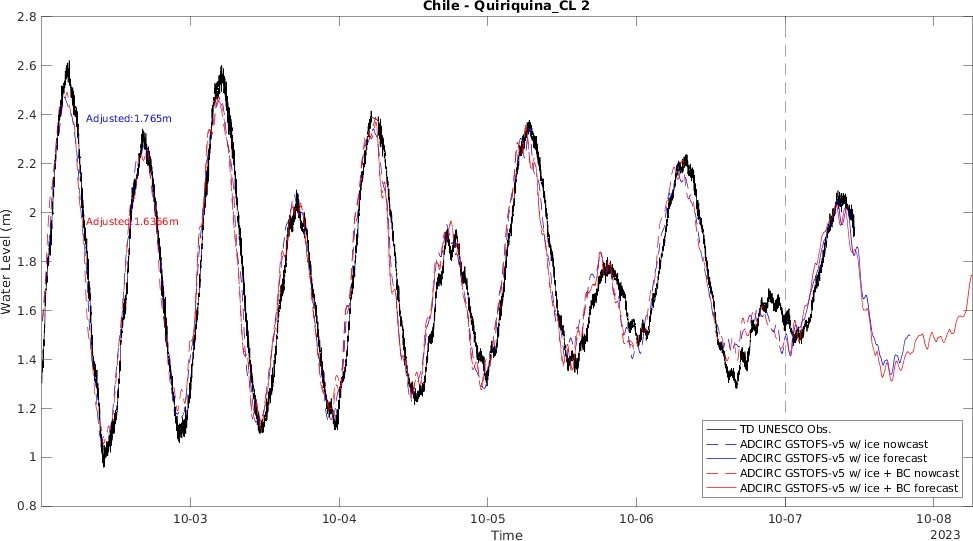 Chile - Quiriquina_CL 2
2.8
2.6
2.4
2.2
2
1.8
1.6
1.4
1.2
1
0.8
Water Level (m)
Adjusted:1.765m
Adjusted:1.6366m
TD UNESCO Obs.
ADCIRC GSTOFS-v5 w/ ice nowcast
ADCIRC GSTOFS-v5 w/ ice forecast
ADCIRC GSTOFS-v5 w/ ice + BC nowcast
ADCIRC GSTOFS-v5 w/ ice + BC forecast
10-03 10-04 10-05 10-06 10-07 10-08
Time
2023